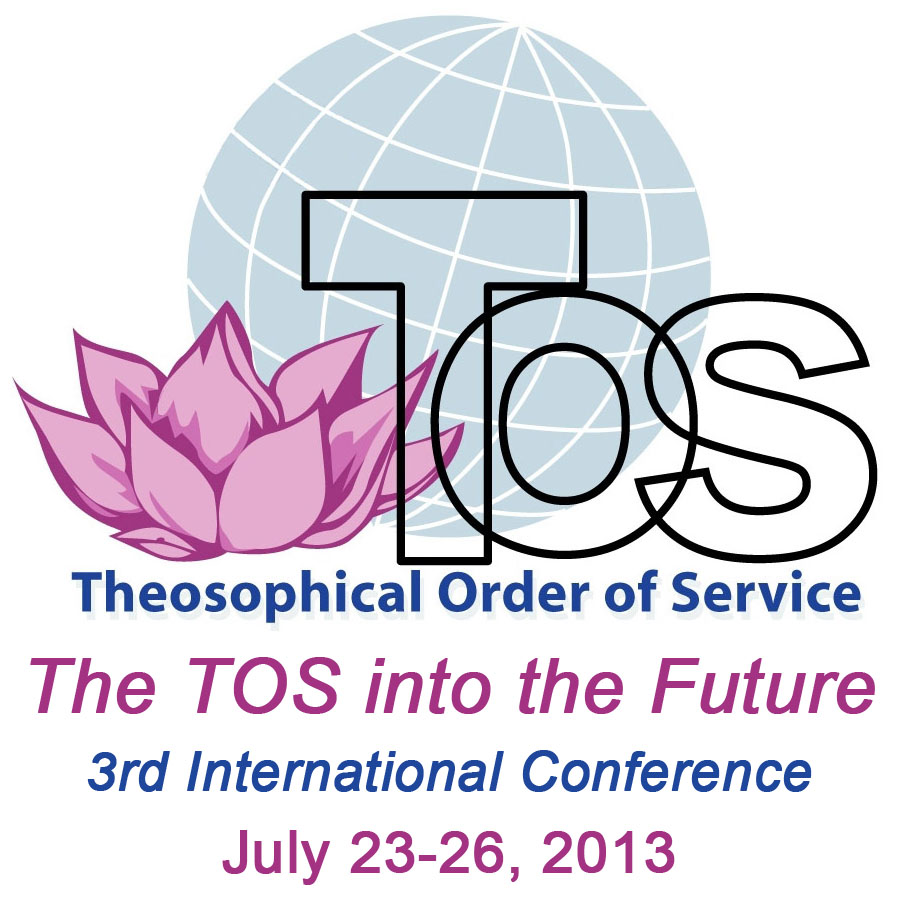 TOS
Theosophical Order of Service
The TOS into the Future
3rd International Conference
July 23-26, 2013